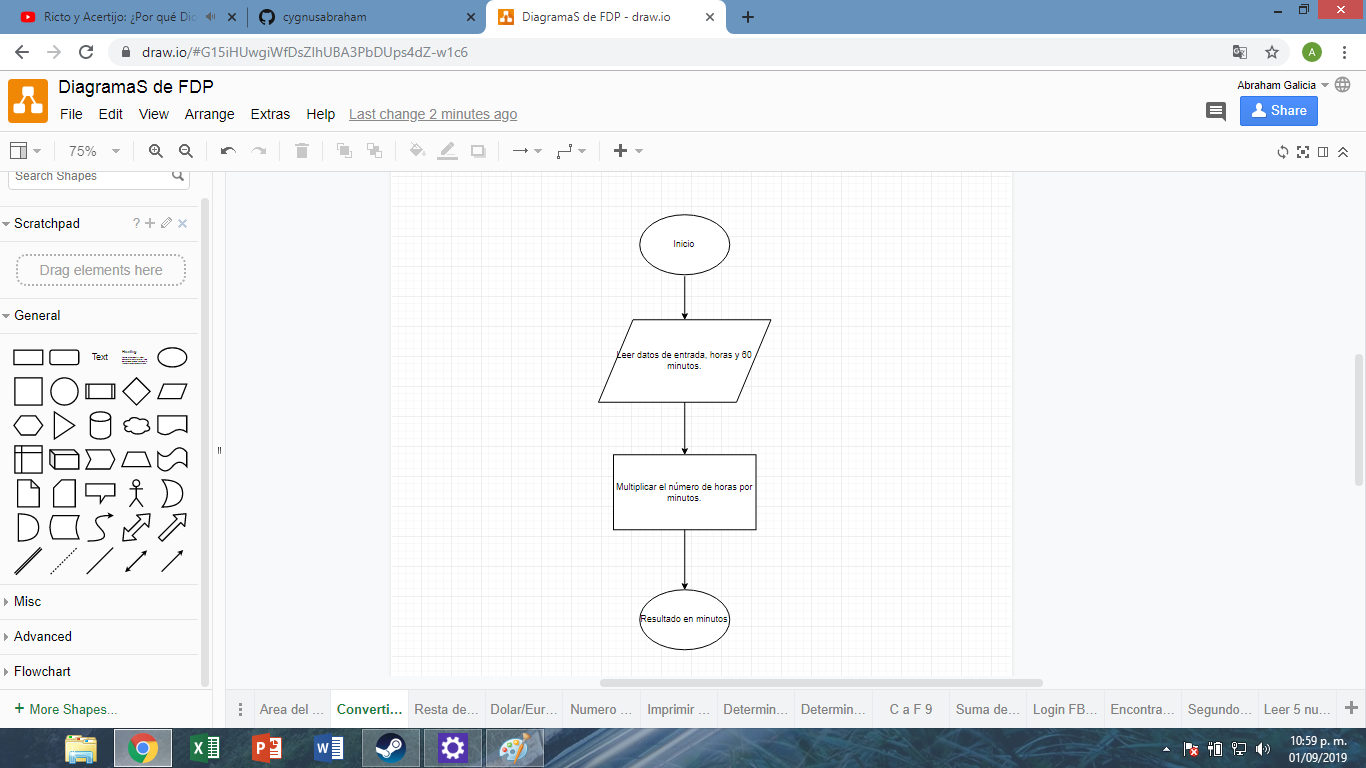 Ricto y Acertijo: ¿Por qué Dic
cygnusabraham
DiagramaS de FDP - draw.io
draw.io/#G15iHUwgiWfDsZIhUBA3PbDUps4dZ-w1c6
A
DiagramaS de FDP
Abraham Galicia
File Edit View Arrange Extras Help Last change 2 minutes ago
Share
75%
Search Shapes
Scratchpad
?
Drag elements here
General
Text
Heading
Inicio
Leer datos de entrada, horas y 60
minutos.
Multiplicar el número de horas por
minutos.
Resultado en minutos
Misc
Advanced
Flowchart
+ More Shapes...
Area del ...
Converti...
Resta de...
Dolar/Eur...
Numero ...
Imprimir ...
Determin...
Determin...
C a F 9
Suma de...
Login FB...
Encontra...
Segundo...
Leer 5 nu...
10:59 p. m.
01/09/2019